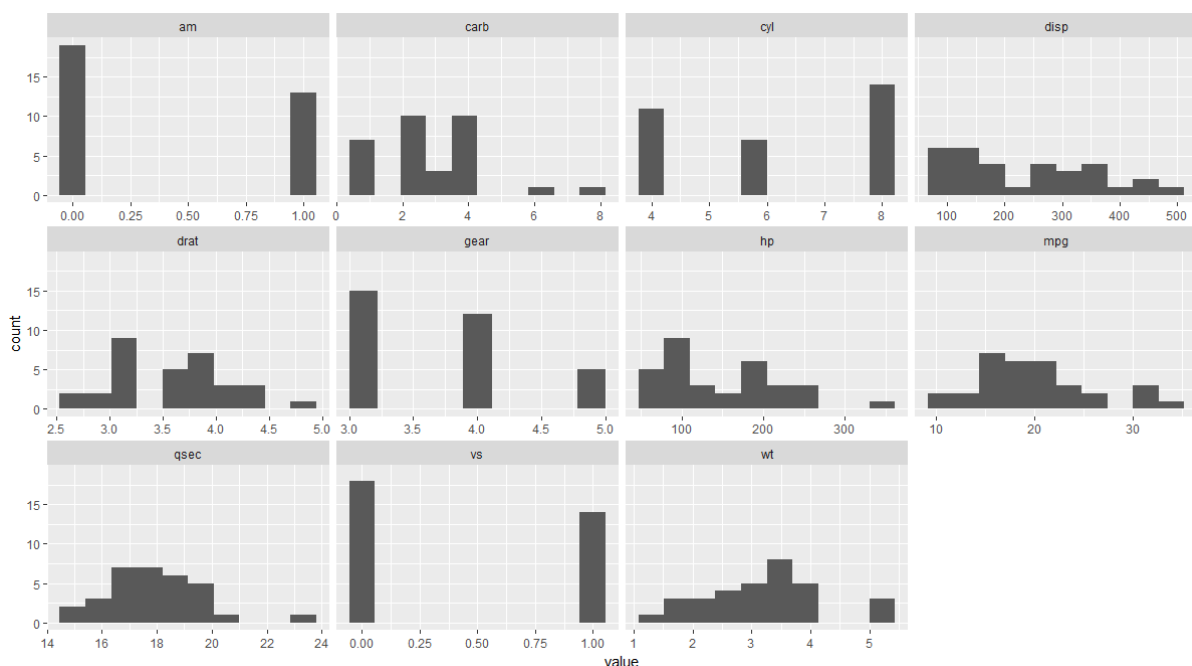 am carb cyl disp
15
10
5
0
0.00 0.25 0.50 0.75 1.00 0 2 4 6 8 4 5 6 7 8 100 200 300 400 500
drat gear hp mpg
15
10
5
0
count
2.5 3.0 3.5 4.0 4.5 5.0 3.0 3.5 4.0 4.5 5.0 100 200 300 10 20 30
qsec vs wt
15
10
5
0
14 16 18 20 22 24 0.00 0.25 0.50 0.75 1.00 1 2 3 4 5
value